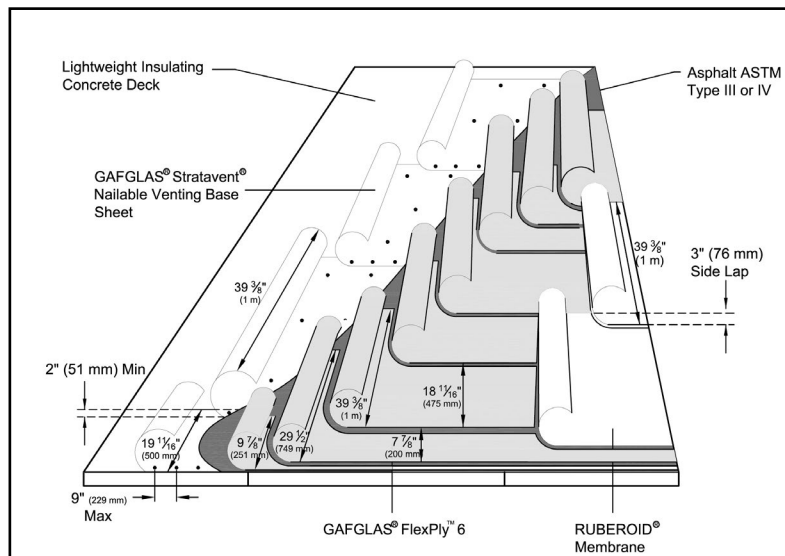 Lightweight Insulating
Concrete Deck
Asphalt ASTM
Type III or IV
GAFGLAS® Stratavent®
Nailable Venting Base
Sheet
39 ⅜"
(1 m)
3" (76 mm)
Side Lap
39 ⅜"
(1 m)
2" (51 mm) Min
39 ⅜"
(1 m)
18 11⁄16"
(475 mm)
19 11⁄16"
(500 mm)
9 ⅞"
(251 mm)
29 ½"
(749 mm)
7 ⅞"
(200 mm)
9" (229 mm)
Max
GAFGLAS® FlexPly™ 6
RUBEROID®
Membrane